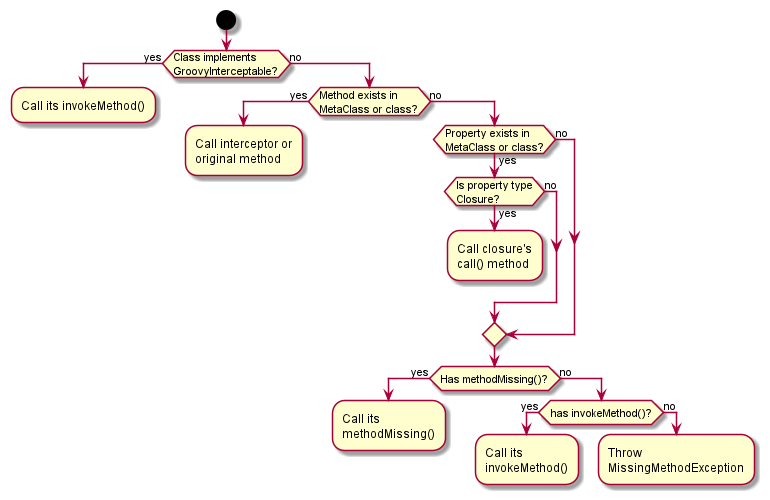 yes
Class implements
GroovyInterceptable?
no
Call its invokeMethod()
yes
Method exists in
MetaClass or class?
no
Call interceptor or
original method
Property exists in
MetaClass or class?
no
yes
Is property type
Closure?
no
yes
Call closure's
call() method
yes
Has methodMissing()?
no
Call its
methodMissing()
yes
has invokeMethod()?
no
Call its
invokeMethod()
Throw
MissingMethodException